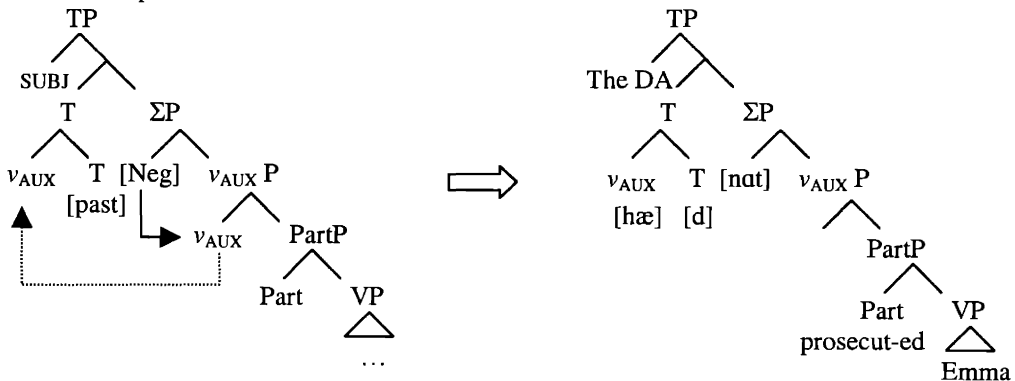 TP TP
SUBJ The DA
T ΣP T ΣP
vAUX T [Neg] vAUX P vAUX T [nɑt] vAUX P
[past] [hæ] [d]
vAUX PartP PartP
Part VP Part VP
prosecut-ed
... Emma